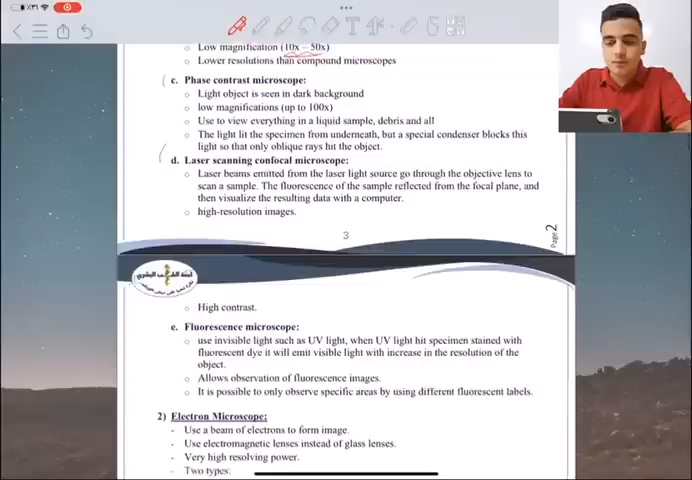 ٣١٪
o Low magnification (10x – 50x)
o Lower resolutions than compound microscopes
c. Phase contrast microscope:
o Light object is seen in dark background
o low magnifications (up to 100x)
o Use to view everything in a liquid sample, debris and all
o The light lit the specimen from underneath, but a special condenser blocks this
light so that only oblique rays hit the object.
d. Laser scanning confocal microscope:
o Laser beams emitted from the laser light source go through the objective lens to
scan a sample. The fluorescence of the sample reflected from the focal plane, and
then visualize the resulting data with a computer.
o high-resolution images.
3
Page 2
لجنة الطب البشري
o High contrast.
e. Fluorescence microscope:
o use invisible light such as UV light, when UV light hit specimen stained with
fluorescent dye it will emit visible light with increase in the resolution of the
object.
o Allows observation of fluorescence images.
o It is possible to only observe specific areas by using different fluorescent labels.
2) Electron Microscope:
- Use a beam of electrons to form image.
- Use electromagnetic lenses instead of glass lenses.
- Very high resolving power.
- Two types: